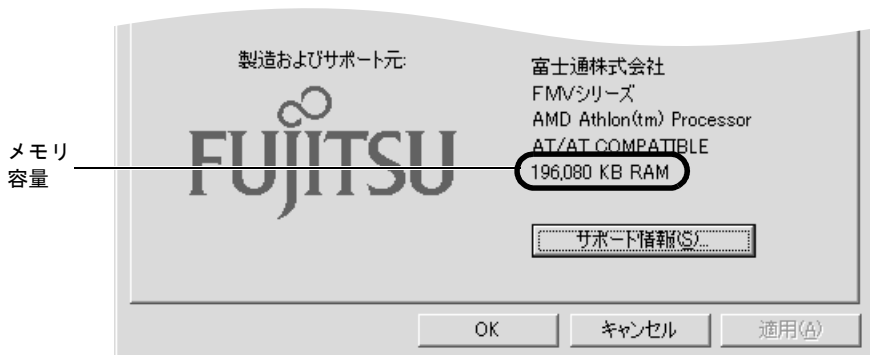 製造およびサポート元:
FUJITSU
富士通株式会社
FMVシリーズ
AMD Athlon(tm) Processor
AT/AT COMPATIBLE
196,080 KB RAM
メモリ
容量
サポート情報(S)...
OK
キャンセル
適用(A)